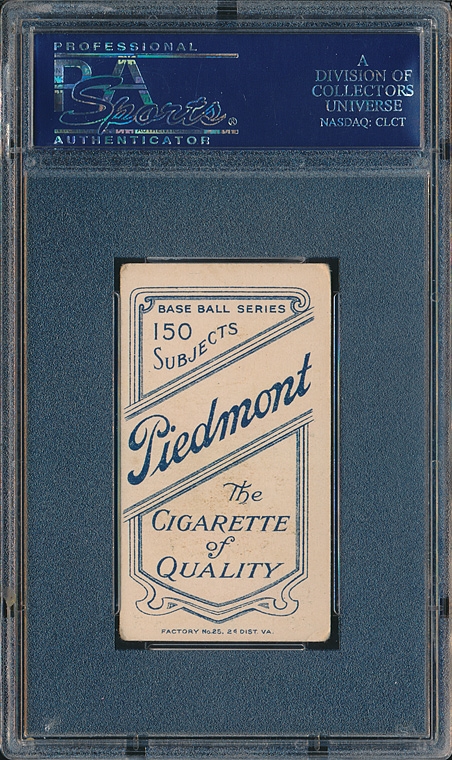 PROFESSIONAL
PSA
Sports®
AUTHENTICATOR
A
DIVISION OF
COLLECTORS
UNIVERSE
NASDAQ: CLCT
BASE BALL SERIES
150
SUBJECTS
Piedmont
The
CIGARETTE
of
QUALITY
FACTORY No. 25, 2d DIST. VA.